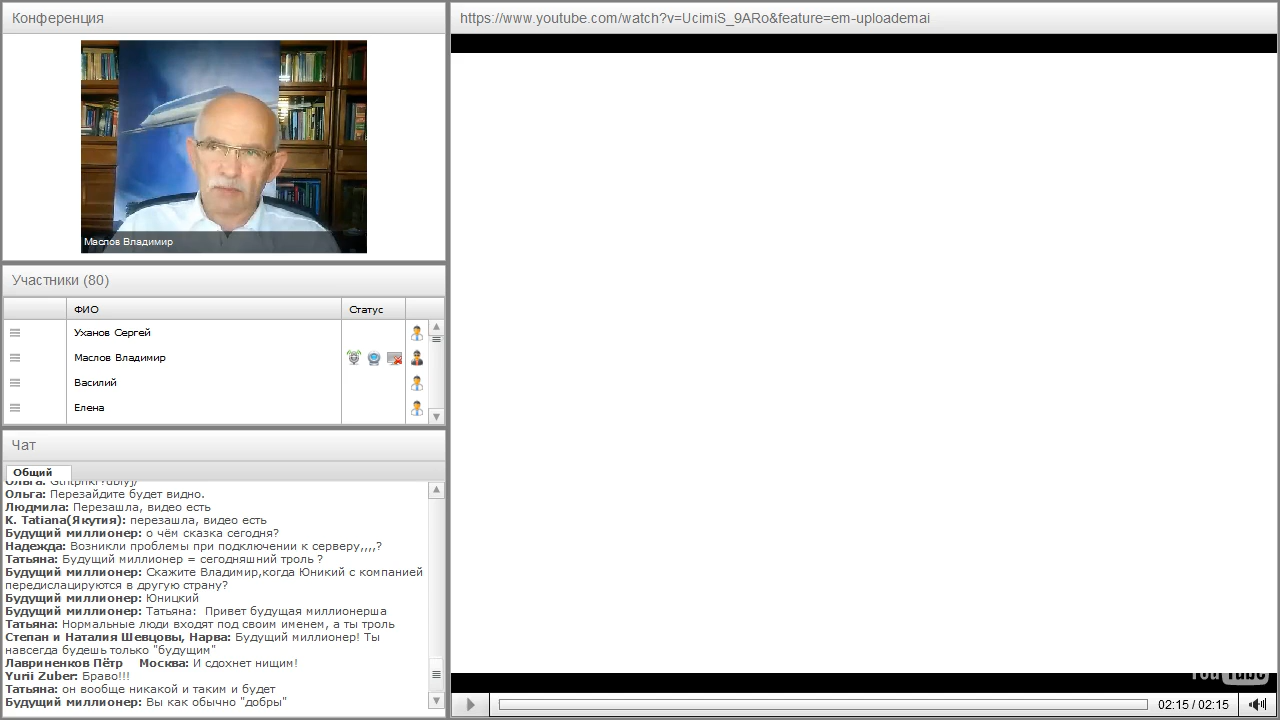 Конференция
Маслов Владимир
Участники (80)
ФИО Статус
Уханов Сергей
Маслов Владимир
Василий
Елена
Чат
Общий
Ольга:
Ольга: Перезайдите будет видно.
Людмила: Перезашла, видео есть
K. Tatiana(Якутия): перезашла, видео есть
Будущий миллионер: о чём сказка сегодня?
Надежда: Возникли проблемы при подключении к серверу,,,,?
Татьяна: Будущий миллионер = сегодняшний троль ?
Будущий миллионер: Скажите Владимир,когда Юникий с компанией
передислацируются в другую страну?
Будущий миллионер: Юницкий
Будущий миллионер: Татьяна: Привет будущая миллионерша
Татьяна: Нормальные люди входят под своим именем, а ты троль
Степан и Наталия Шевцовы, Нарва: Будущий миллионер! Ты
навсегда будешь только "будущим"
Лавриненков Пётр Москва: И сдохнет нищим!
Yurii Zuber: Браво!!!
Татьяна: он вообще никакой и таким и будет
Будущий миллионер: Вы как обычно "добры"
https://www.youtube.com/watch?v=UcimiS_9ARo&feature=em-uploademai
YouTube
02:15 / 02:15